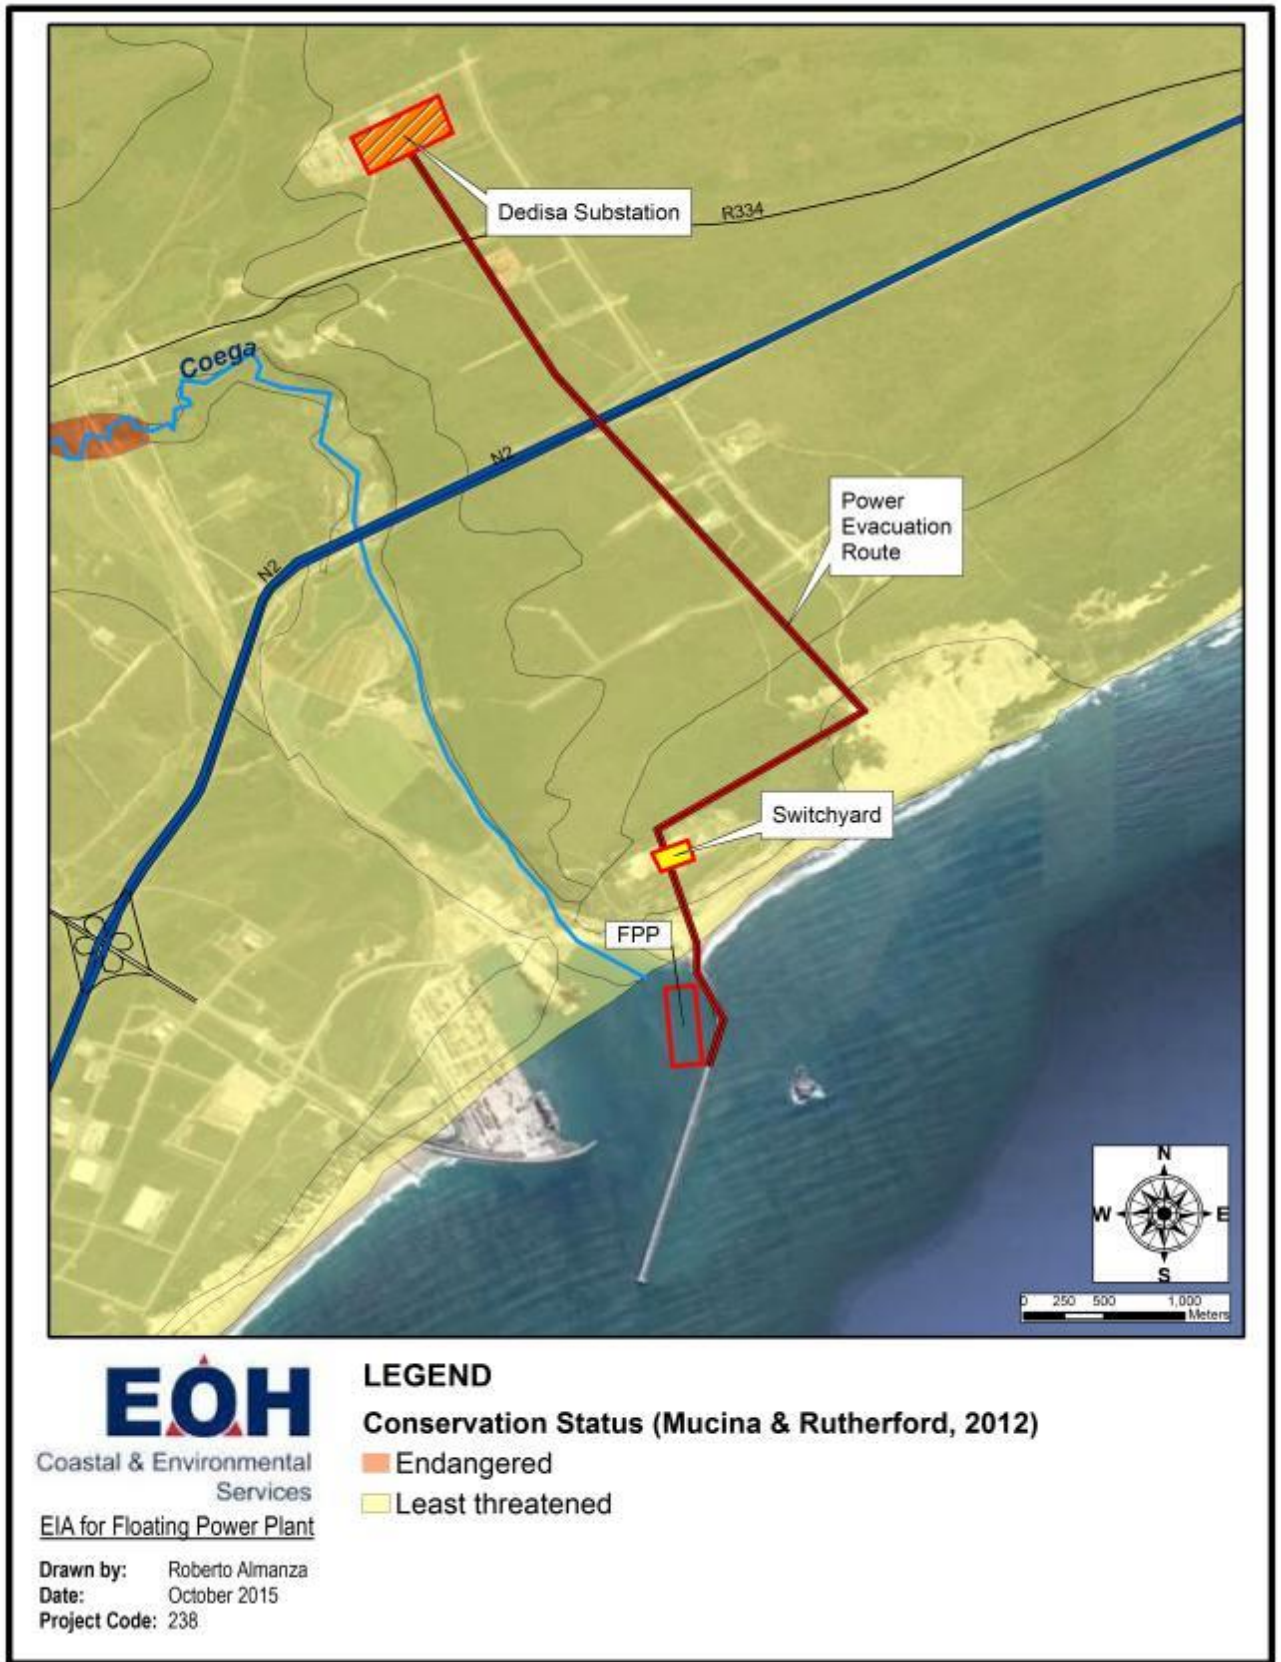 Dedisa Substation
R334
Coega
N2
Power
Evacuation
Route
N2
Switchyard
FPP
N
W
E
S
0 250 500 1,000
Meters
EOH
Coastal & Environmental
Services
EIA for Floating Power Plant
Drawn by: Roberto Almanza
Date: October 2015
Project Code: 238
LEGEND
Conservation Status (Mucina & Rutherford, 2012)
Endangered
Least threatened